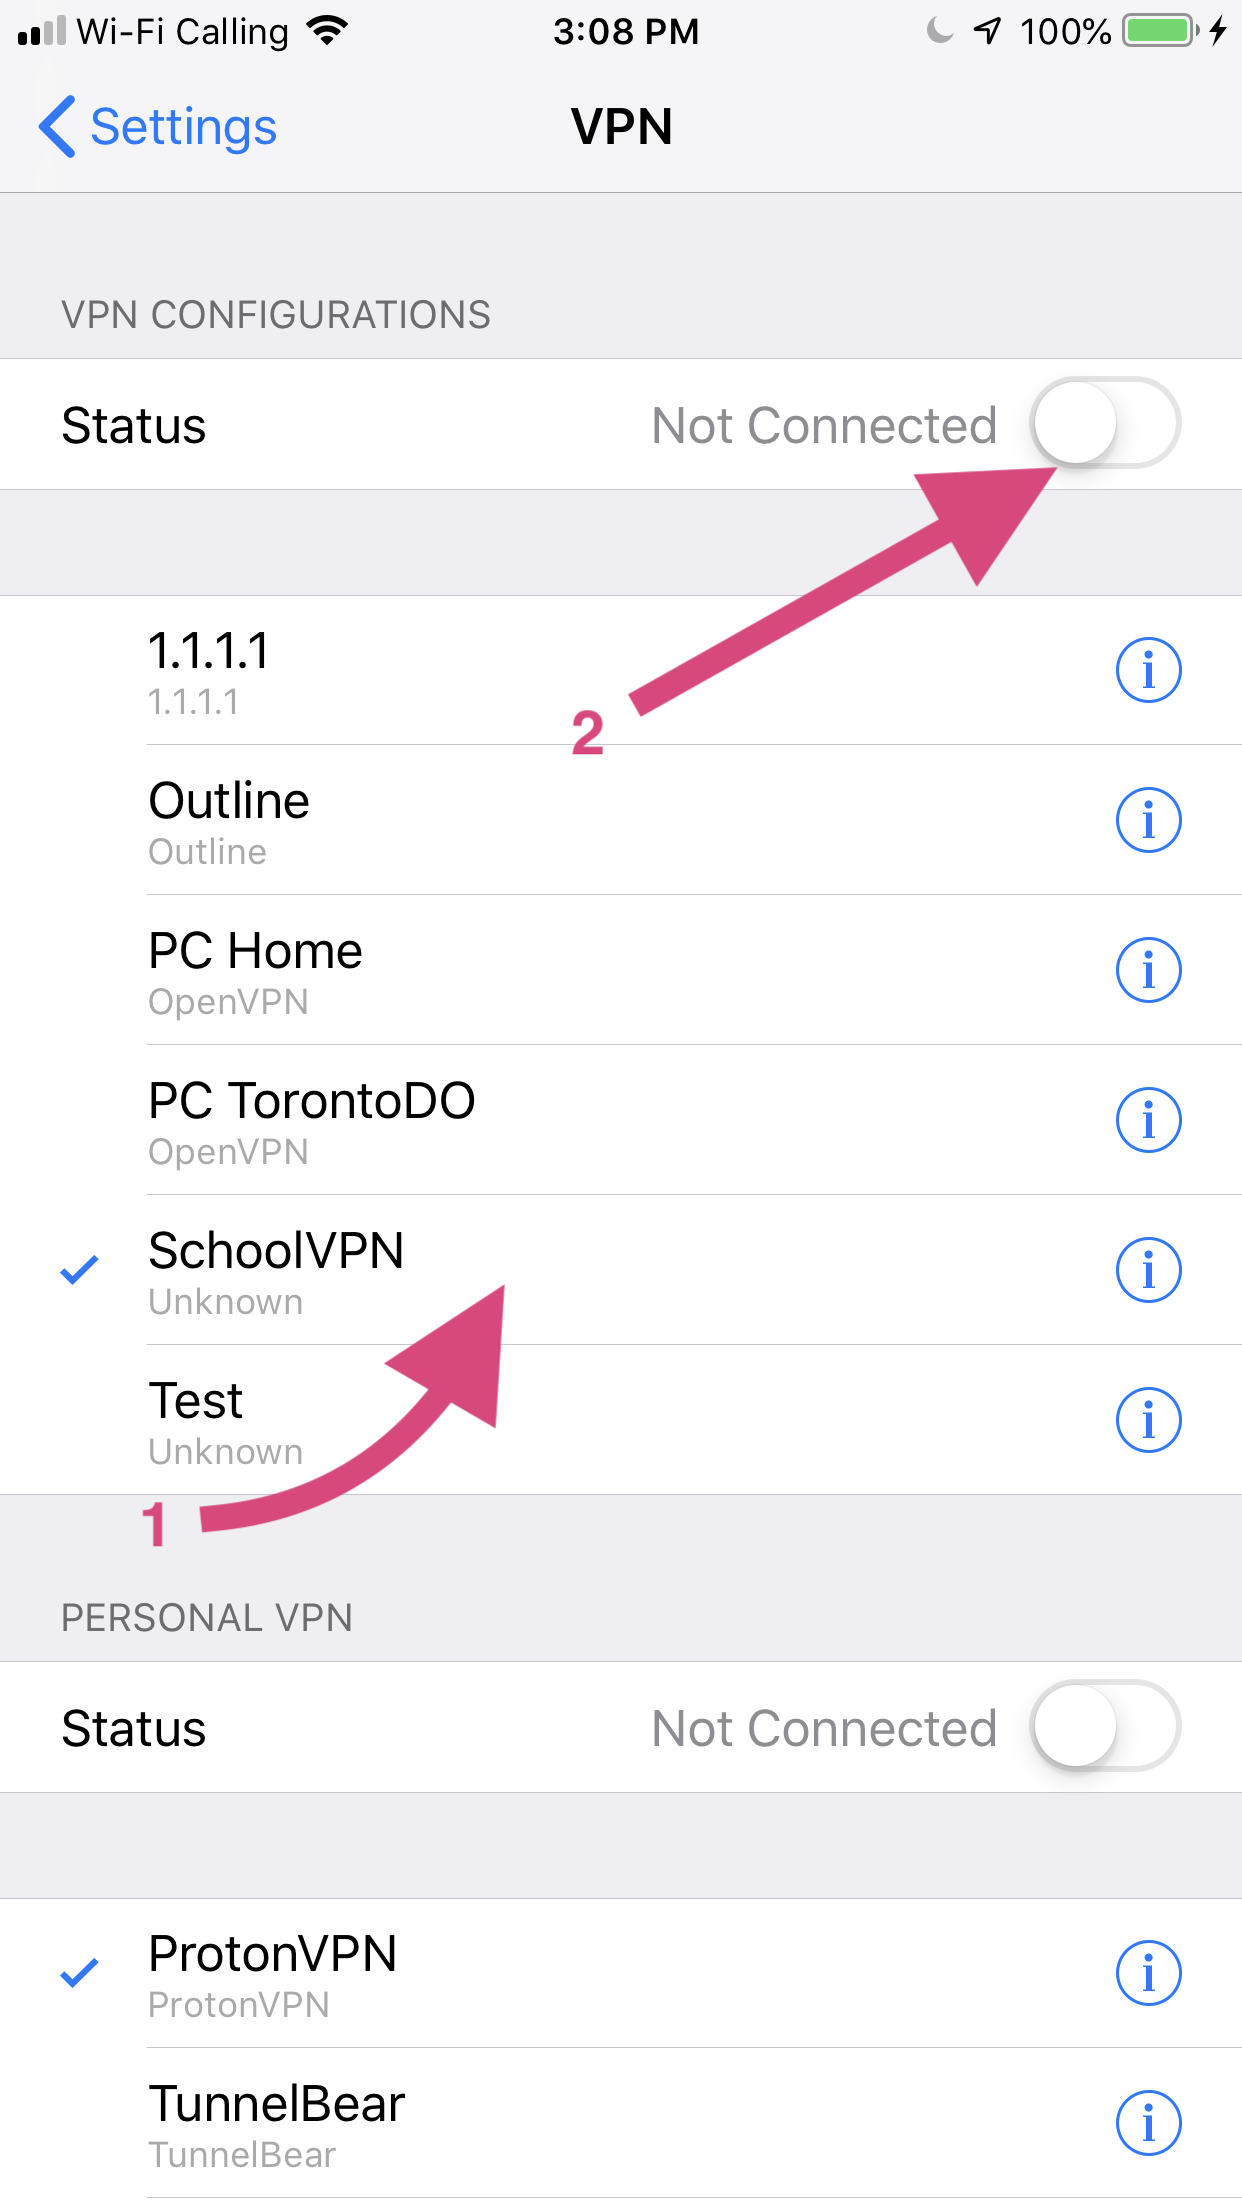 Wi-Fi Calling 3:08 PM 100%
Settings VPN
VPN CONFIGURATIONS
Status Not Connected
1.1.1.1
1.1.1.1
2
Outline
Outline
PC Home
OpenVPN
PC TorontoDO
OpenVPN
SchoolVPN
Unknown
Test
Unknown
1
PERSONAL VPN
Status Not Connected
ProtonVPN
ProtonVPN
TunnelBear
TunnelBear